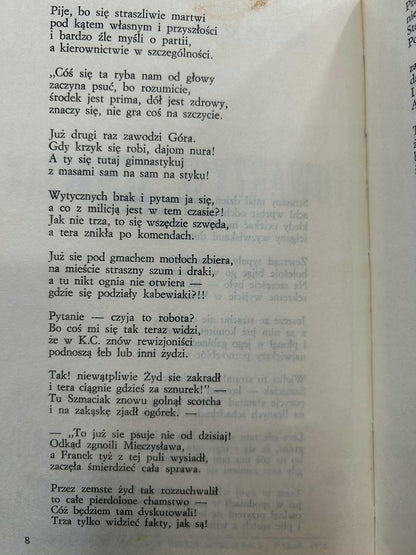 Pije, bo się straszliwie martwi
pod kątem własnym i przyszłości
i bardzo źle myśli o partii,
a kierownictwie w szczególności.
„Cóś się ta ryba nam od głowy
zaczyna psuć, bo rozumicie,
środek jest prima, dół jest zdrowy,
znaczy się, nie gra coś na szczycie.
Już drugi raz zawodzi Góra.
Gdy krzyk się robi, dajom nura!
A ty się tutaj gimnastykuj
z masami sam na sam na styku!
Wytycznych brak i pytam ja się,
a co z milicją jest w tem czasie?!
Jak nie trza, to się wszędzie szwęda,
a tera znikła po komendach.
Już sie pod gmachem motłoch zbiera,
na mieście straszny szum i draki,
a tu nikt ognia nie otwiera —
gdzie się podziały kabewiaki?!!
Pytanie — czyja to robota?
Bo coś mi się tak teraz widzi,
że w K.C. znów rewizjoniści
podnoszą łeb lub inni żydzi.
Tak! niewątpliwie Żyd sie zakradł
i tera ciągnie gdzieś za sznurek!” —
Tu Szmaciak znowu golnął scotcha
i na zakąskę zjadł ogórek. —
— „To już sie psuje nie od dzisiaj!
Odkąd zgnoili Mieczysława,
a Franek tyż z tej puli wysiadł,
zaczęła śmierdzieć cała sprawa.
Przez zemste żyd tak rozzuchwalił
to całe pierdolone chamstwo —
Cóż będziem tam dyskutowali!
Trza tylko widzieć fakty, jak są!
8